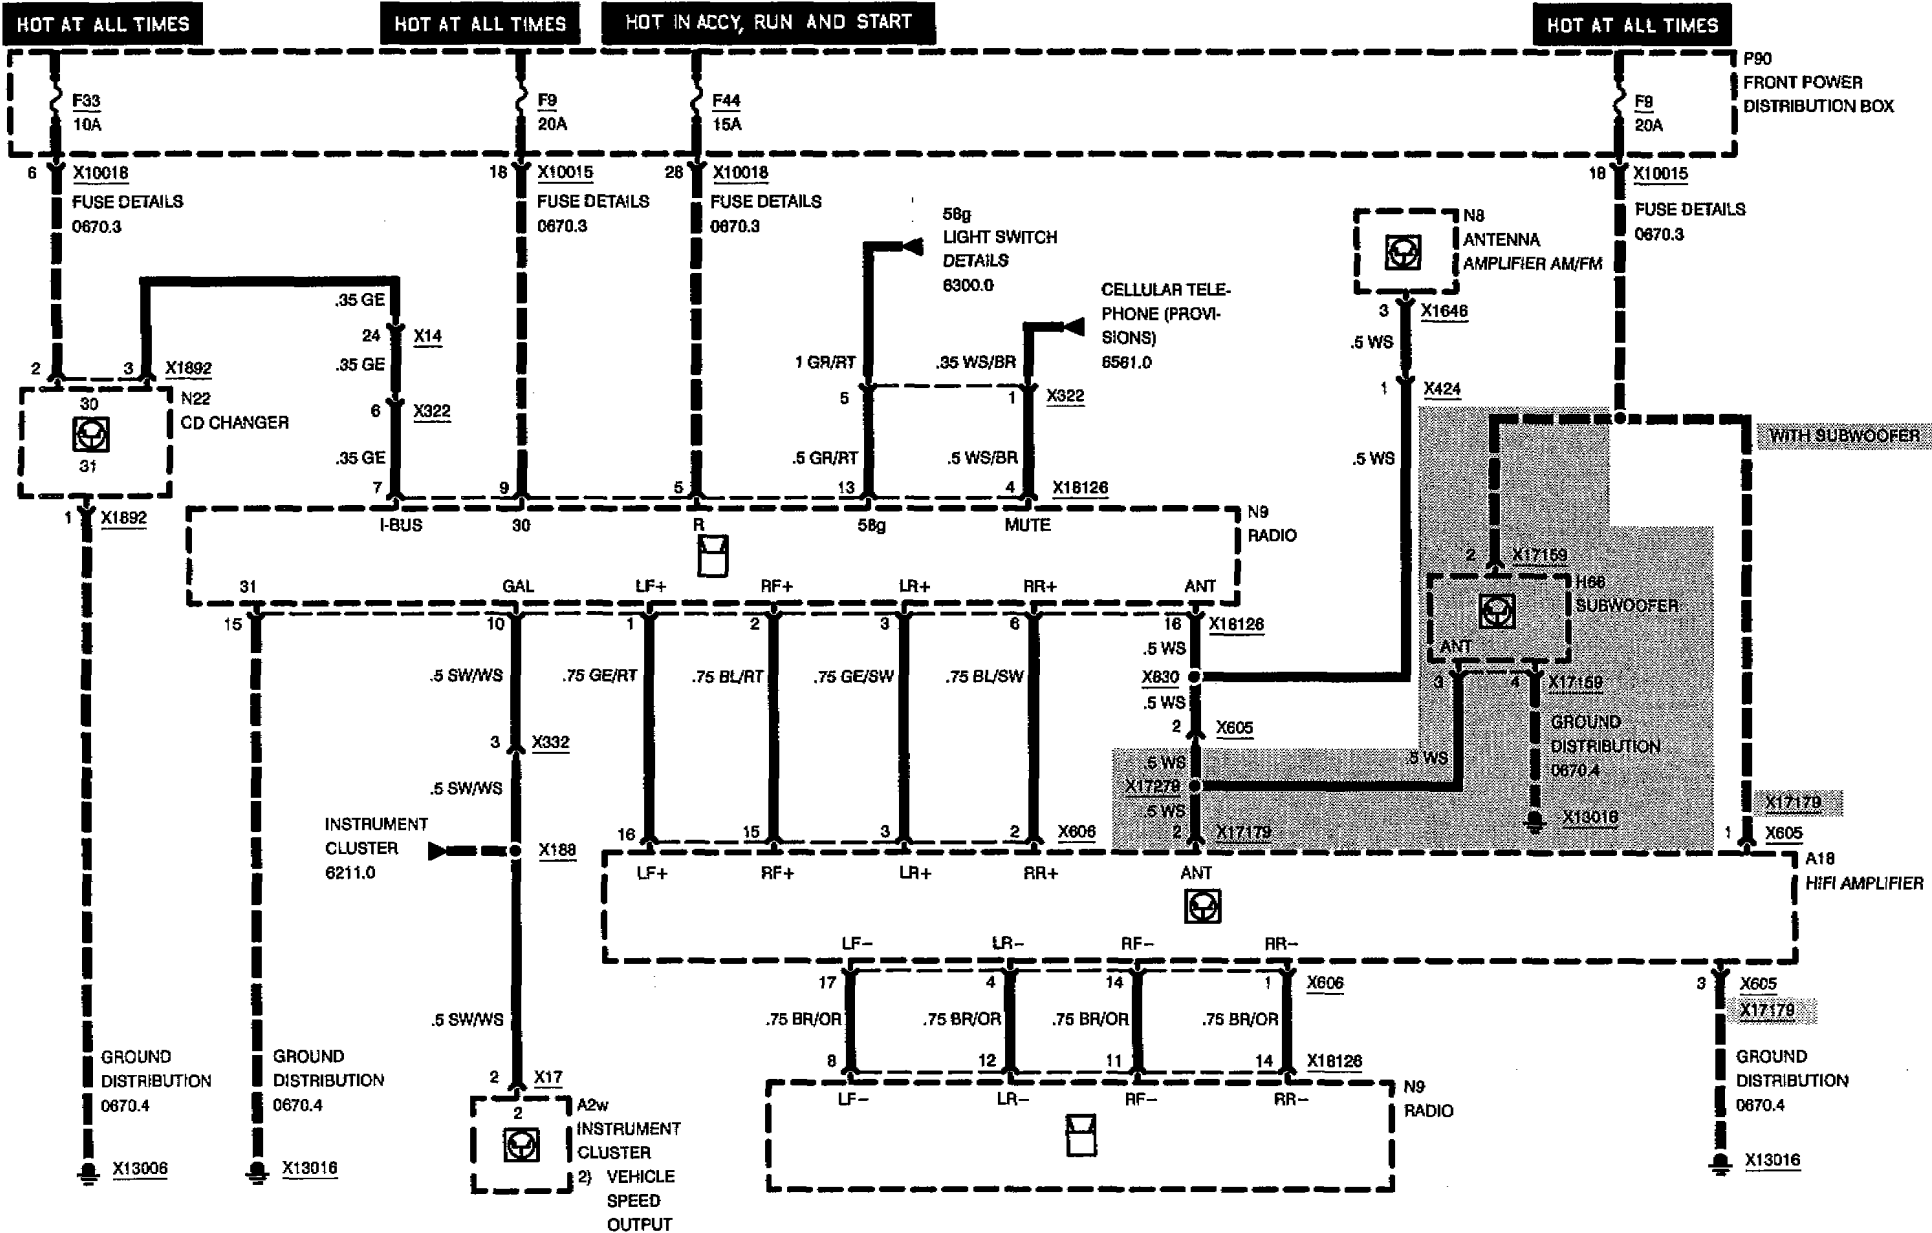 HOT AT ALL TIMES
HOT AT ALL TIMES
HOT IN ACCY, RUN AND START
HOT AT ALL TIMES
P90
FRONT POWER
DISTRIBUTION BOX
F33
10A
F9
20A
F44
15A
F9
20A
6
X10018
FUSE DETAILS
0670.3
18
X10015
FUSE DETAILS
0670.3
28
X10018
FUSE DETAILS
0670.3
18
X10015
FUSE DETAILS
0670.3
58g
LIGHT SWITCH
DETAILS
6300.0
CELLULAR TELE-
PHONE (PROVI-
SIONS)
6561.0
N8
ANTENNA
AMPLIFIER AM/FM
3
X1646
.5 WS
1
X424
.5 WS
.35 GE
24
X14
.35 GE
6
X322
.35 GE
1 GR/RT
.35 WS/BR
5
1
X322
.5 GR/RT
.5 WS/BR
2
3
X1892
30
31
N22
CD CHANGER
1
X1892
WITH SUBWOOFER
7
9
5
13
4
X18126
I-BUS
30
R
58g
MUTE
N9
RADIO
31
GAL
LF+
RF+
LR+
RR+
ANT
15
10
1
2
3
6
16
X18126
2
X17159
H66
SUBWOOFER
ANT
3
4
X17159
GROUND
DISTRIBUTION
0670.4
X13016
.5 SW/WS
.75 GE/RT
.75 BL/RT
.75 GE/SW
.75 BL/SW
.5 WS
X830
.5 WS
2
X605
.5 WS
X17279
.5 WS
.5 WS
3
X332
.5 SW/WS
INSTRUMENT
CLUSTER
6211.0
X188
16
15
3
2
X606
2
X17179
X17179
1
X605
LF+
RF+
LR+
RR+
ANT
A18
HIFI AMPLIFIER
LF-
LR-
RF-
RR-
17
4
14
1
X606
3
X605
X17179
.5 SW/WS
.75 BR/OR
.75 BR/OR
.75 BR/OR
.75 BR/OR
8
12
11
14
X18126
LF-
LR-
RF-
RR-
N9
RADIO
GROUND
DISTRIBUTION
0670.4
X13006
GROUND
DISTRIBUTION
0670.4
X13016
2
X17
2
A2w
INSTRUMENT
CLUSTER
2) VEHICLE
SPEED
OUTPUT
GROUND
DISTRIBUTION
0670.4
X13016